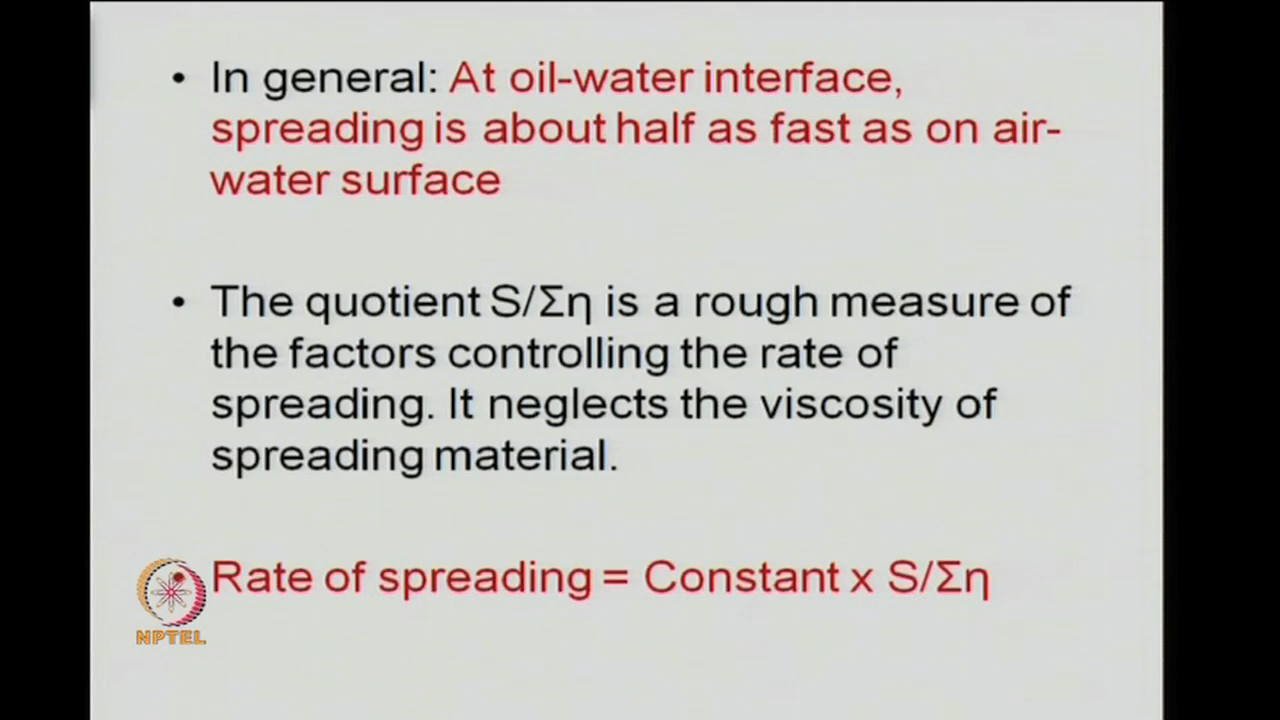 • In general: At oil-water interface,
spreading is about half as fast as on air-
water surface
• The quotient S/Ση is a rough measure of
the factors controlling the rate of
spreading. It neglects the viscosity of
spreading material.
Rate of spreading = Constant x S/Ση
NPTEL